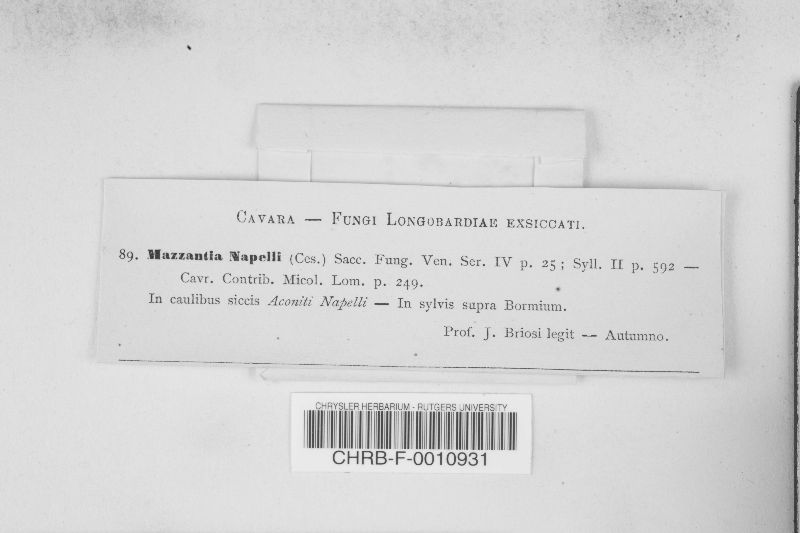 CAVARA — FUNGI LONGOBARDIAE EXSICCATI.
89. Mazzantia Napelli (Ces.) Sacc. Fung. Ven. Ser. IV p. 25; Syll. II p. 592 —
Cavr. Contrib. Micol. Lom. p. 249.
In caulibus siccis Aconiti Napelli — In sylvis supra Bormium.
Prof. J. Briosi legit — Autumno.
CHRYSLER HERBARIUM - RUTGERS UNIVERSITY
CHRB-F-0010931